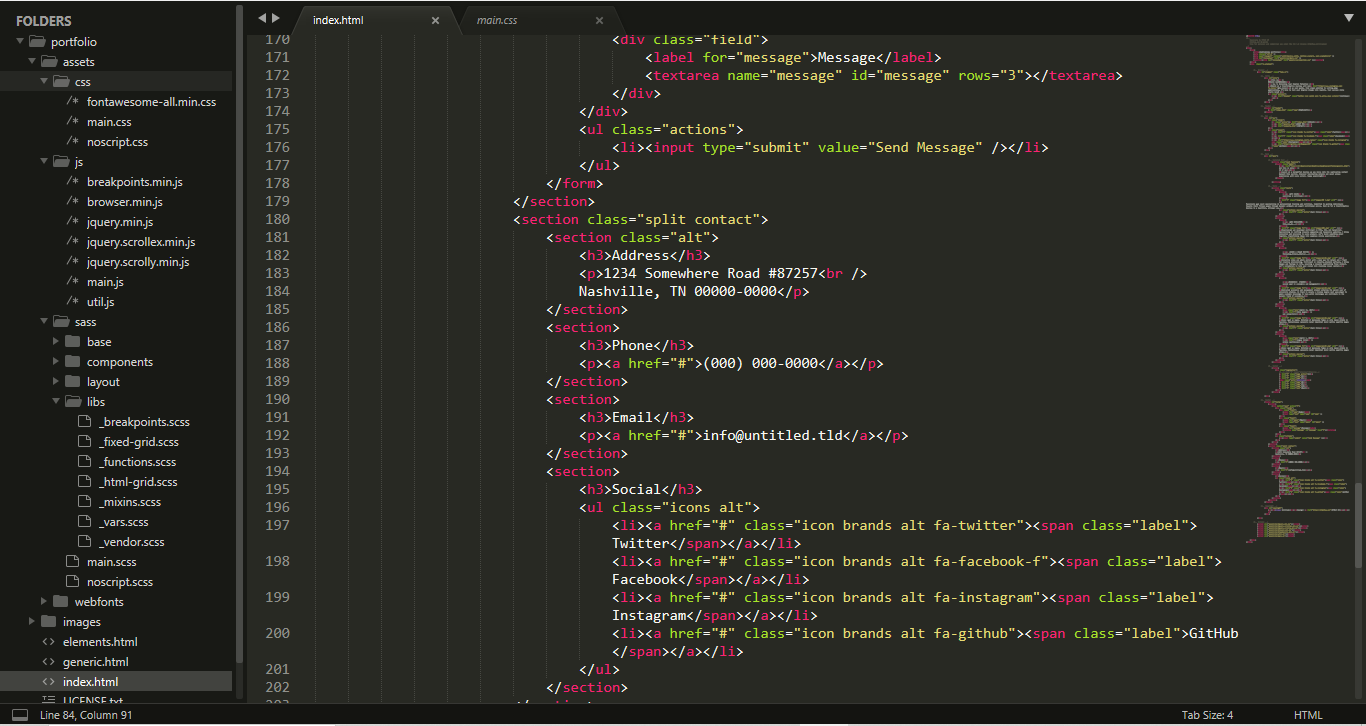 FOLDERS
portfolio
assets
css
/* fontawesome-all.min.css
/* main.css
/* noscript.css
js
/* breakpoints.min.js
/* browser.min.js
/* jquery.min.js
/* jquery.scrollex.min.js
/* jquery.scrolly.min.js
/* main.js
/* util.js
sass
base
components
layout
libs
_breakpoints.scss
_fixed-grid.scss
_functions.scss
_html-grid.scss
_mixins.scss
_vars.scss
_vendor.scss
main.scss
noscript.scss
webfonts
images
<> elements.html
<> generic.html
<> index.html
LICENSE.txt
index.html ×
main.css ×
170 <div class="field">
171 <label for="message">Message</label>
172 <textarea name="message" id="message" rows="3"></textarea>
173 </div>
174 </div>
175 <ul class="actions">
176 <li><input type="submit" value="Send Message" /></li>
177 </ul>
178 </form>
179 </section>
180 <section class="split contact">
181 <section class="alt">
182 <h3>Address</h3>
183 <p>1234 Somewhere Road #87257<br />
184 Nashville, TN 00000-0000</p>
185 </section>
186 <section>
187 <h3>Phone</h3>
188 <p><a href="#">(000) 000-0000</a></p>
189 </section>
190 <section>
191 <h3>Email</h3>
192 <p><a href="#">info@untitled.tld</a></p>
193 </section>
194 <section>
195 <h3>Social</h3>
196 <ul class="icons alt">
197 <li><a href="#" class="icon brands alt fa-twitter"><span class="label">
Twitter</span></a></li>
198 <li><a href="#" class="icon brands alt fa-facebook-f"><span class="label">
Facebook</span></a></li>
199 <li><a href="#" class="icon brands alt fa-instagram"><span class="label">
Instagram</span></a></li>
200 <li><a href="#" class="icon brands alt fa-github"><span class="label">GitHub
</span></a></li>
201 </ul>
202 </section>
Line 84, Column 91
Tab Size: 4
HTML